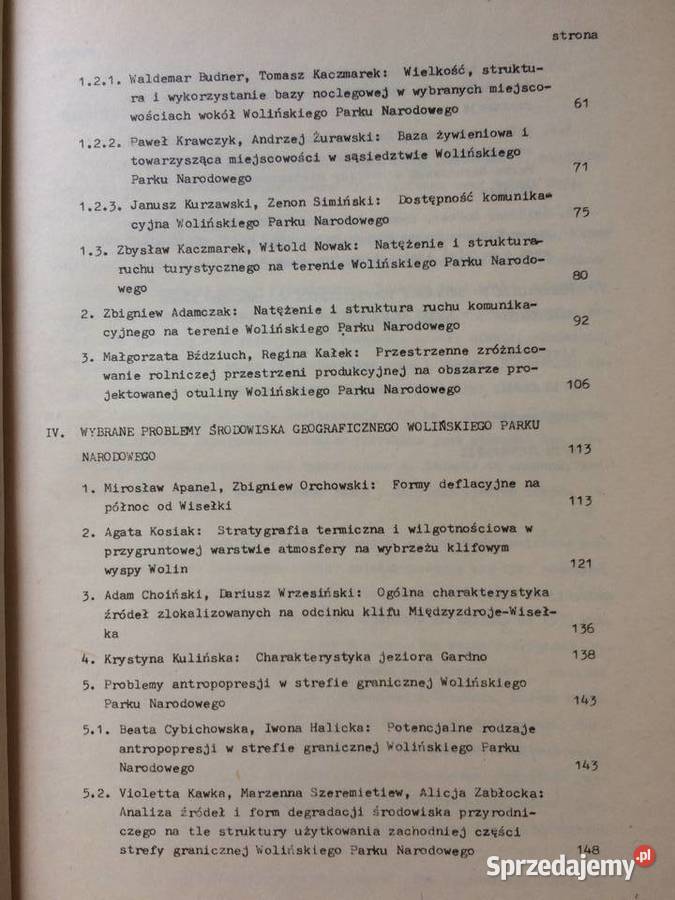 strona
1.2.1. Waldemar Budner, Tomasz Kaczmarek: Wielkość, struktu-
ra i wykorzystanie bazy noclegowej w wybranych miejsco-
wościach wokół Wolińskiego Parku Narodowego 61
1.2.2. Paweł Krawczyk, Andrzej Żurawski: Baza żywieniowa i
towarzysząca miejscowości w sąsiedztwie Wolińskiego
Parku Narodowego 71
1.2.3. Janusz Kurzawski, Zenon Simiński: Dostępność komunika-
cyjna Wolińskiego Parku Narodowego 75
1.3. Zbysław Kaczmarek, Witold Nowak: Natężenie i struktura
ruchu turystycznego na terenie Wolińskiego Parku Narodo-
wego 80
2. Zbigniew Adamczak: Natężenie i struktura ruchu komunika-
cyjnego na terenie Wolińskiego Parku Narodowego 92
3. Małgorzata Bździuch, Regina Kałek: Przestrzenne zróżnico-
wanie rolniczej przestrzeni produkcyjnej na obszarze pro-
jektowanej otuliny Wolińskiego Parku Narodowego 106
IV. WYBRANE PROBLEMY ŚRODOWISKA GEOGRAFICZNEGO WOLIŃSKIEGO PARKU
NARODOWEGO 113
1. Mirosław Apanel, Zbigniew Orchowski: Formy deflacyjne na
północ od Wisełki 113
2. Agata Kosiak: Stratygrafia termiczna i wilgotnościowa w
przygruntowej warstwie atmosfery na wybrzeżu klifowym
wyspy Wolin 121
3. Adam Choiński, Dariusz Wrzesiński: Ogólna charakterystyka
źródeł zlokalizowanych na odcinku klifu Międzyzdroje-Wiseł-
ka 136
4. Krystyna Kulińska: Charakterystyka jeziora Gardno 138
5. Problemy antropopresji w strefie granicznej Wolińskiego
Parku Narodowego 143
5.1. Beata Cybichowska, Iwona Halicka: Potencjalne rodzaje
antropopresji w strefie granicznej Wolińskiego Parku
Narodowego 143
5.2. Violetta Kawka, Marzenna Szeremietiew, Alicja Zabłocka:
Analiza źródeł i form degradacji środowiska przyrodni-
czego na tle struktury użytkowania zachodniej części
strefy granicznej Wolińskiego Parku Narodowego 148
Sprzedajemy.pl